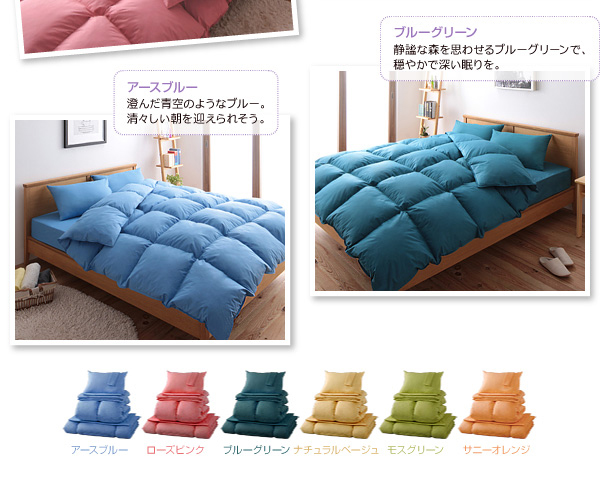 ブルーグリーン
静謐な森を思わせるブルーグリーンで、
穏やかで深い眠りを。
アースブルー
澄んだ青空のようなブルー。
清々しい朝を迎えられそう。
アースブルー ローズピンク ブルーグリーン ナチュラルベージュ モスグリーン サニーオレンジ